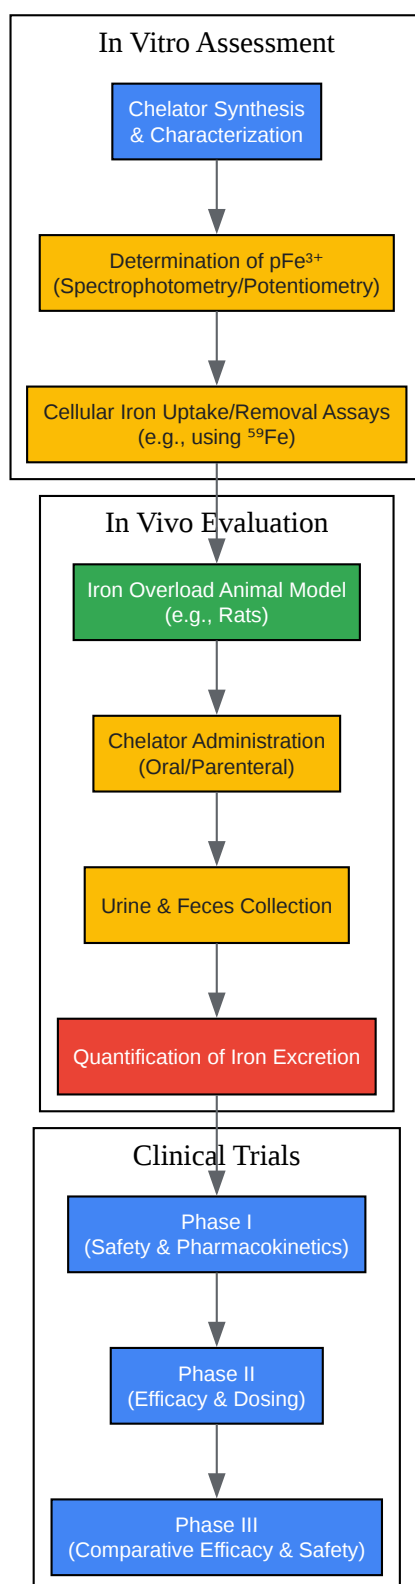 In Vitro Assessment
Chelator Synthesis
& Characterization
Determination of pFe³⁺
(Spectrophotometry/Potentiometry)
Cellular Iron Uptake/Removal Assays
(e.g., using ⁵⁹Fe)
In Vivo Evaluation
Iron Overload Animal Model
(e.g., Rats)
Chelator Administration
(Oral/Parenteral)
Urine & Feces Collection
Quantification of Iron Excretion
Clinical Trials
Phase I
(Safety & Pharmacokinetics)
Phase II
(Efficacy & Dosing)
Phase III
(Comparative Efficacy & Safety)